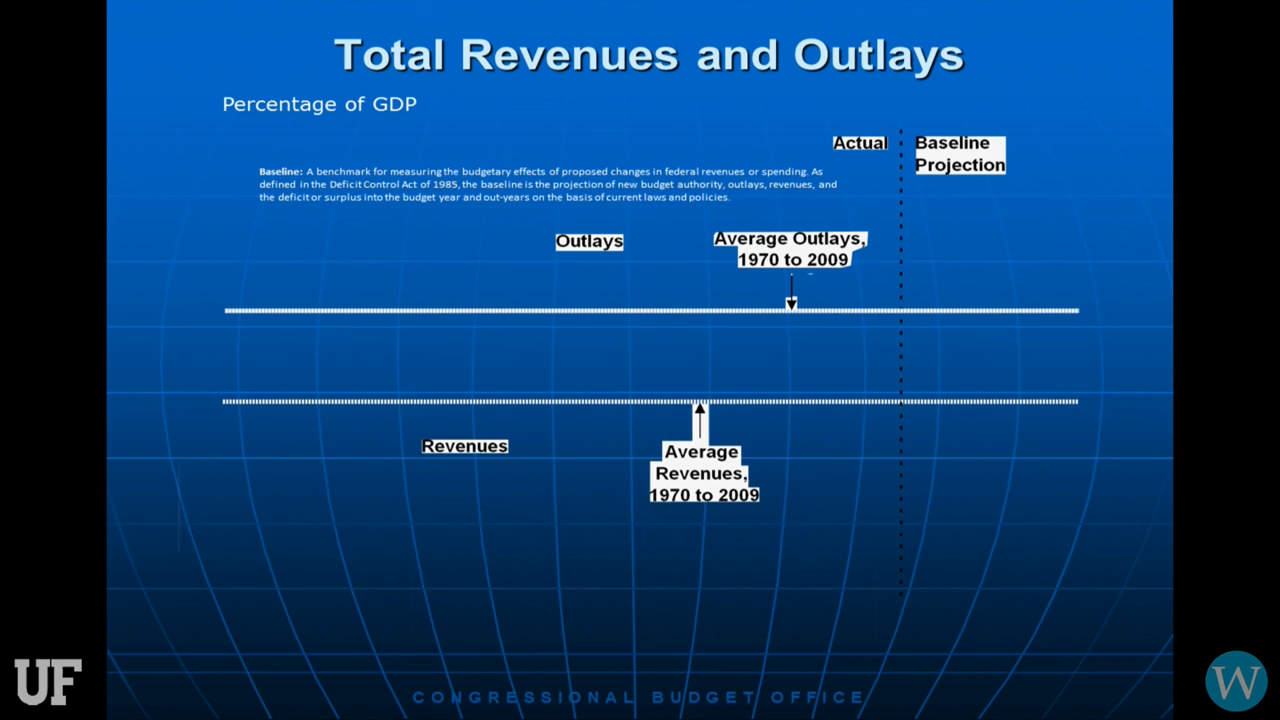 Total Revenues and Outlays
Percentage of GDP
Actual
Baseline
Projection
Baseline: A benchmark for measuring the budgetary effects of proposed changes in federal revenues or spending. As
defined in the Deficit Control Act of 1985, the baseline is the projection of new budget authority, outlays, revenues, and
the deficit or surplus into the budget year and out-years on the basis of current laws and policies.
Outlays
Average Outlays,
1970 to 2009
Revenues
Average
Revenues,
1970 to 2009
CONGRESSIONAL BUDGET OFFICE
UF
W